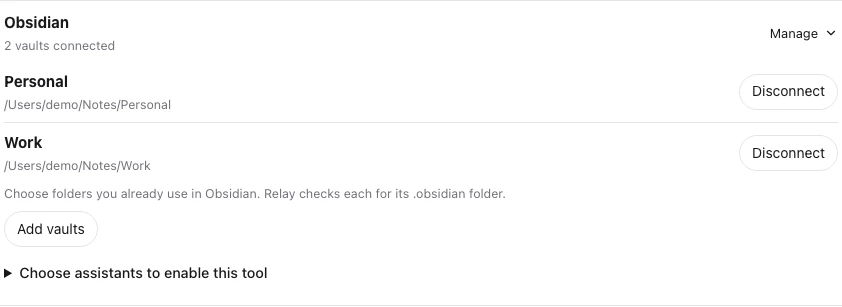 Obsidian
2 vaults connected
Manage
Personal
/Users/demo/Notes/Personal
Disconnect
Work
/Users/demo/Notes/Work
Disconnect
Choose folders you already use in Obsidian. Relay checks each for its .obsidian folder.
Add vaults
Choose assistants to enable this tool